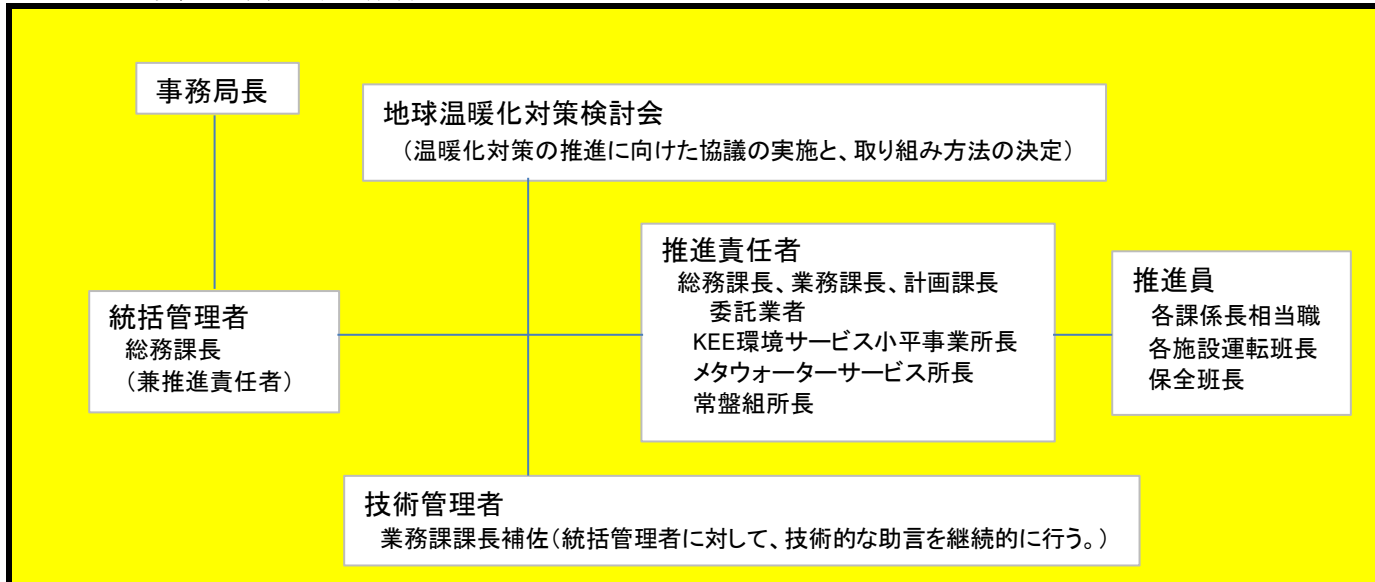 事務局長
地球温暖化対策検討会
（温暖化対策の推進に向けた協議の実施と、取り組み方法の決定）
統括管理者
総務課長
（兼推進責任者）
推進責任者
総務課長、業務課長、計画課長
委託業者
KEE環境サービス小平事業所長
メタウォーターサービス所長
常盤組所長
推進員
各課係長相当職
各施設運転班長
保全班長
技術管理者
業務課課長補佐（統括管理者に対して、技術的な助言を継続的に行う。）